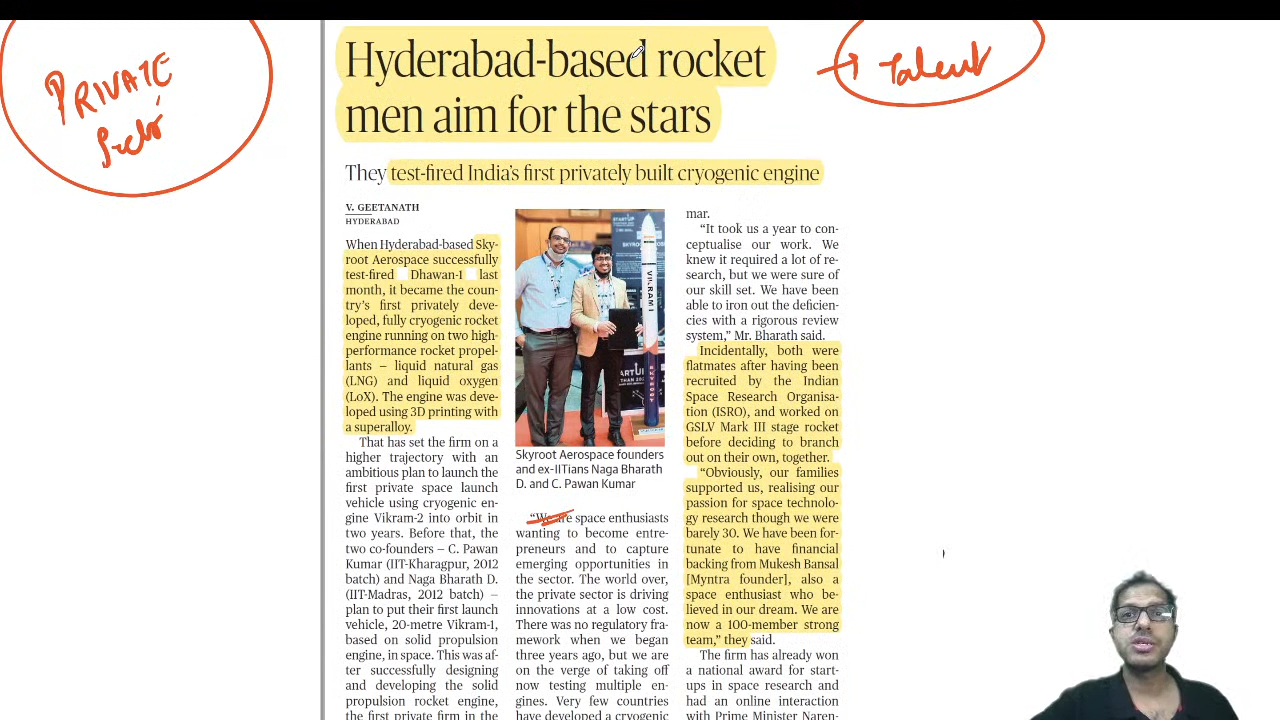 PRIVATE
Sector
→ Talent
Hyderabad-based rocket
men aim for the stars
They test-fired India's first privately built cryogenic engine
V. GEETANATH
HYDERABAD
When Hyderabad-based Sky-
root Aerospace successfully
test-fired Dhawan-I last
month, it became the coun-
try's first privately deve-
loped, fully cryogenic rocket
engine running on two high-
performance rocket propel-
lants – liquid natural gas
(LNG) and liquid oxygen
(LoX). The engine was deve-
loped using 3D printing with
a superalloy.
That has set the firm on a
higher trajectory with an
ambitious plan to launch the
first private space launch
vehicle using cryogenic en-
gine Vikram-2 into orbit in
two years. Before that, the
two co-founders – C. Pawan
Kumar (IIT-Kharagpur, 2012
batch) and Naga Bharath D.
(IIT-Madras, 2012 batch) –
plan to put their first launch
vehicle, 20-metre Vikram-1,
based on solid propulsion
engine, in space. This was af-
ter successfully designing
and developing the solid
propulsion rocket engine,
the first private firm in the
VIKRAM I
SKYROOT
Skyroot Aerospace founders
and ex-IITians Naga Bharath
D. and C. Pawan Kumar
"We are space enthusiasts
wanting to become entre-
preneurs and to capture
emerging opportunities in
the sector. The world over,
the private sector is driving
innovations at a low cost.
There was no regulatory fra-
mework when we began
three years ago, but we are
on the verge of taking off
now testing multiple en-
gines. Very few countries
have developed a cryogenic
mar.
"It took us a year to con-
ceptualise our work. We
knew it required a lot of re-
search, but we were sure of
our skill set. We have been
able to iron out the deficien-
cies with a rigorous review
system," Mr. Bharath said.
Incidentally, both were
flatmates after having been
recruited by the Indian
Space Research Organisa-
tion (ISRO), and worked on
GSLV Mark III stage rocket
before deciding to branch
out on their own, together.
"Obviously, our families
supported us, realising our
passion for space technolo-
gy research though we were
barely 30. We have been for-
tunate to have financial
backing from Mukesh Bansal
[Myntra founder], also a
space enthusiast who be-
lieved in our dream. We are
now a 100-member strong
team," they said.
The firm has already won
a national award for start-
ups in space research and
had an online interaction
with Prime Minister Naren-